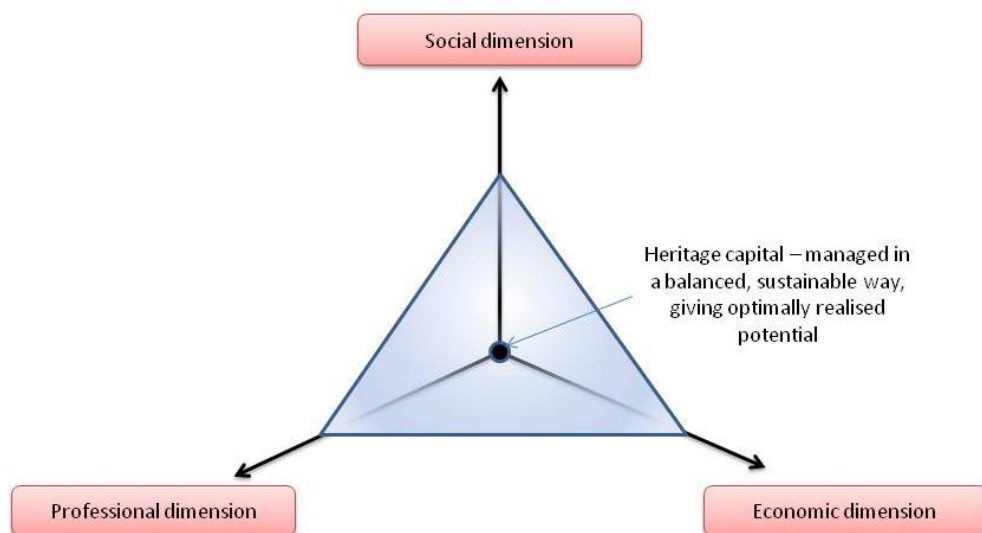 Social dimension
Heritage capital – managed in
a balanced, sustainable way,
giving optimally realised
potential
Professional dimension
Economic dimension